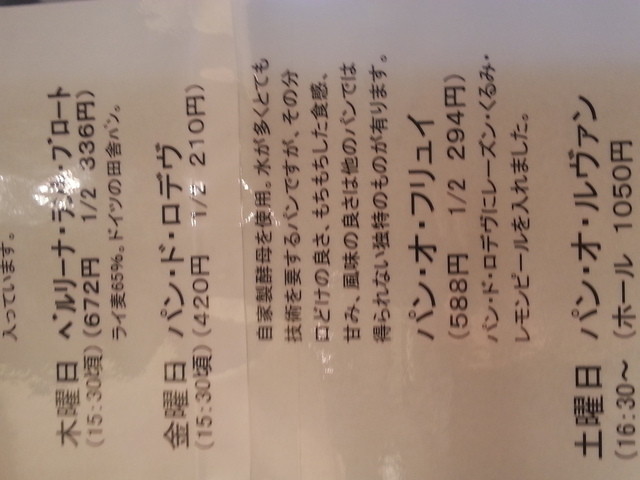 入っています。
木曜日 ベルリーナ・ラント・ブロート
(15:30頃)(672円 1/2 336円)
ライ麦65%。ドイツの田舎パン。
金曜日 パン・ド・ロデヴ
(15:30頃)(420円 1/2 210円)
自家製酵母を使用。水が多くとても
技術を要するパンですが、その分
口どけの良さ、もちもちした食感、
甘み、風味の良さは他のパンでは
得られない独特のものが有ります。
パン・オ・フリュイ
(588円 1/2 294円)
パン・ド・ロデヴにレーズン・くるみ・
レモンピールを入れました。
土曜日 パン・オ・ルヴァン
(16:30～ (ホール 1050円